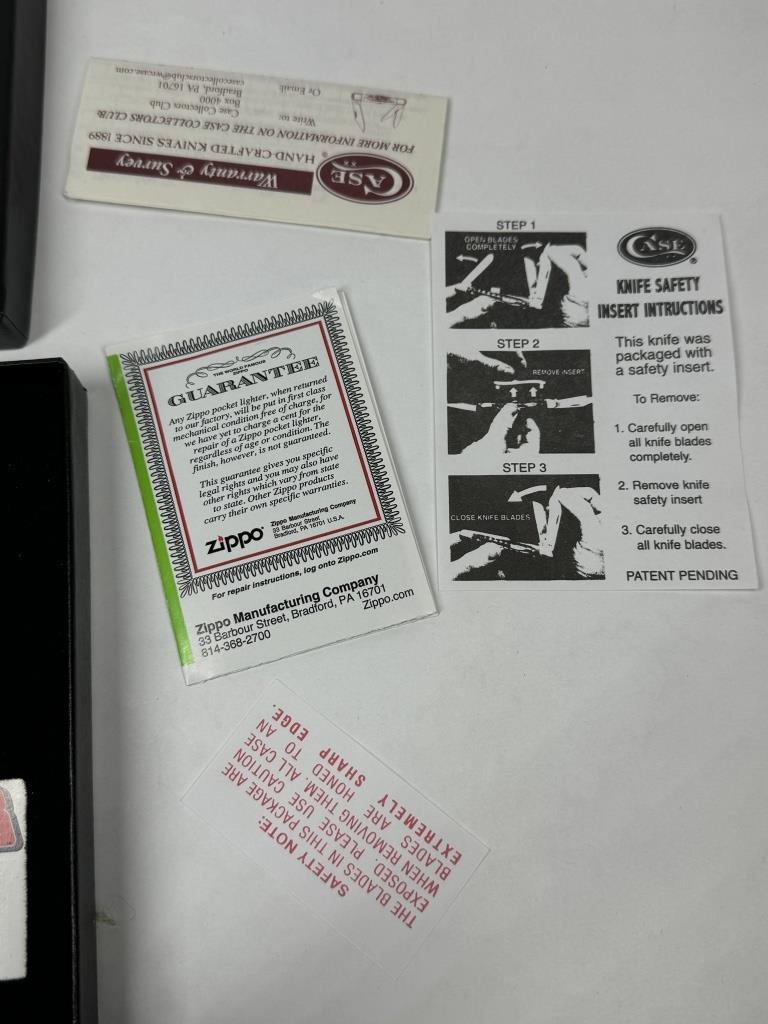 CASE
XX
®
Warranty & Survey
HAND-CRAFTED KNIVES SINCE 1889
FOR MORE INFORMATION ON THE CASE COLLECTORS CLUB:
Write to:
Case Collectors Club
Box 4000
Bradford, PA 16701
Or Email:
casecollectorsclub@wrcase.com
THE WORLD FAMOUS
ZIPPO
GUARANTEE
Any Zippo pocket lighter, when returned
to our factory, will be put in first class
mechanical condition free of charge, for
we have yet to charge a cent for the
repair of a Zippo pocket lighter,
regardless of age or condition. The
finish, however, is not guaranteed.
This guarantee gives you specific
legal rights and you may also have
other rights which vary from state
to state. Other Zippo products
carry their own specific warranties.
zippo®
Zippo Manufacturing Company
33 Barbour Street
Bradford, PA 16701 U.S.A.
For repair instructions, log onto Zippo.com
Zippo Manufacturing Company
33 Barbour Street, Bradford, PA 16701
814-368-2700
Zippo.com
STEP 1
OPEN BLADES
COMPLETELY
STEP 2
REMOVE INSERT
STEP 3
CLOSE KNIFE BLADES
CASE
®
KNIFE SAFETY
INSERT INTRUCTIONS
This knife was
packaged with
a safety insert.
To Remove:
1. Carefully open
all knife blades
completely.
2. Remove knife
safety insert
3. Carefully close
all knife blades.
PATENT PENDING
SAFETY NOTE:
THE BLADES IN THIS PACKAGE ARE
EXPOSED. PLEASE USE CAUTION
WHEN REMOVING THEM. ALL CASE
BLADES ARE HONED TO AN
EXTREMELY SHARP EDGE.